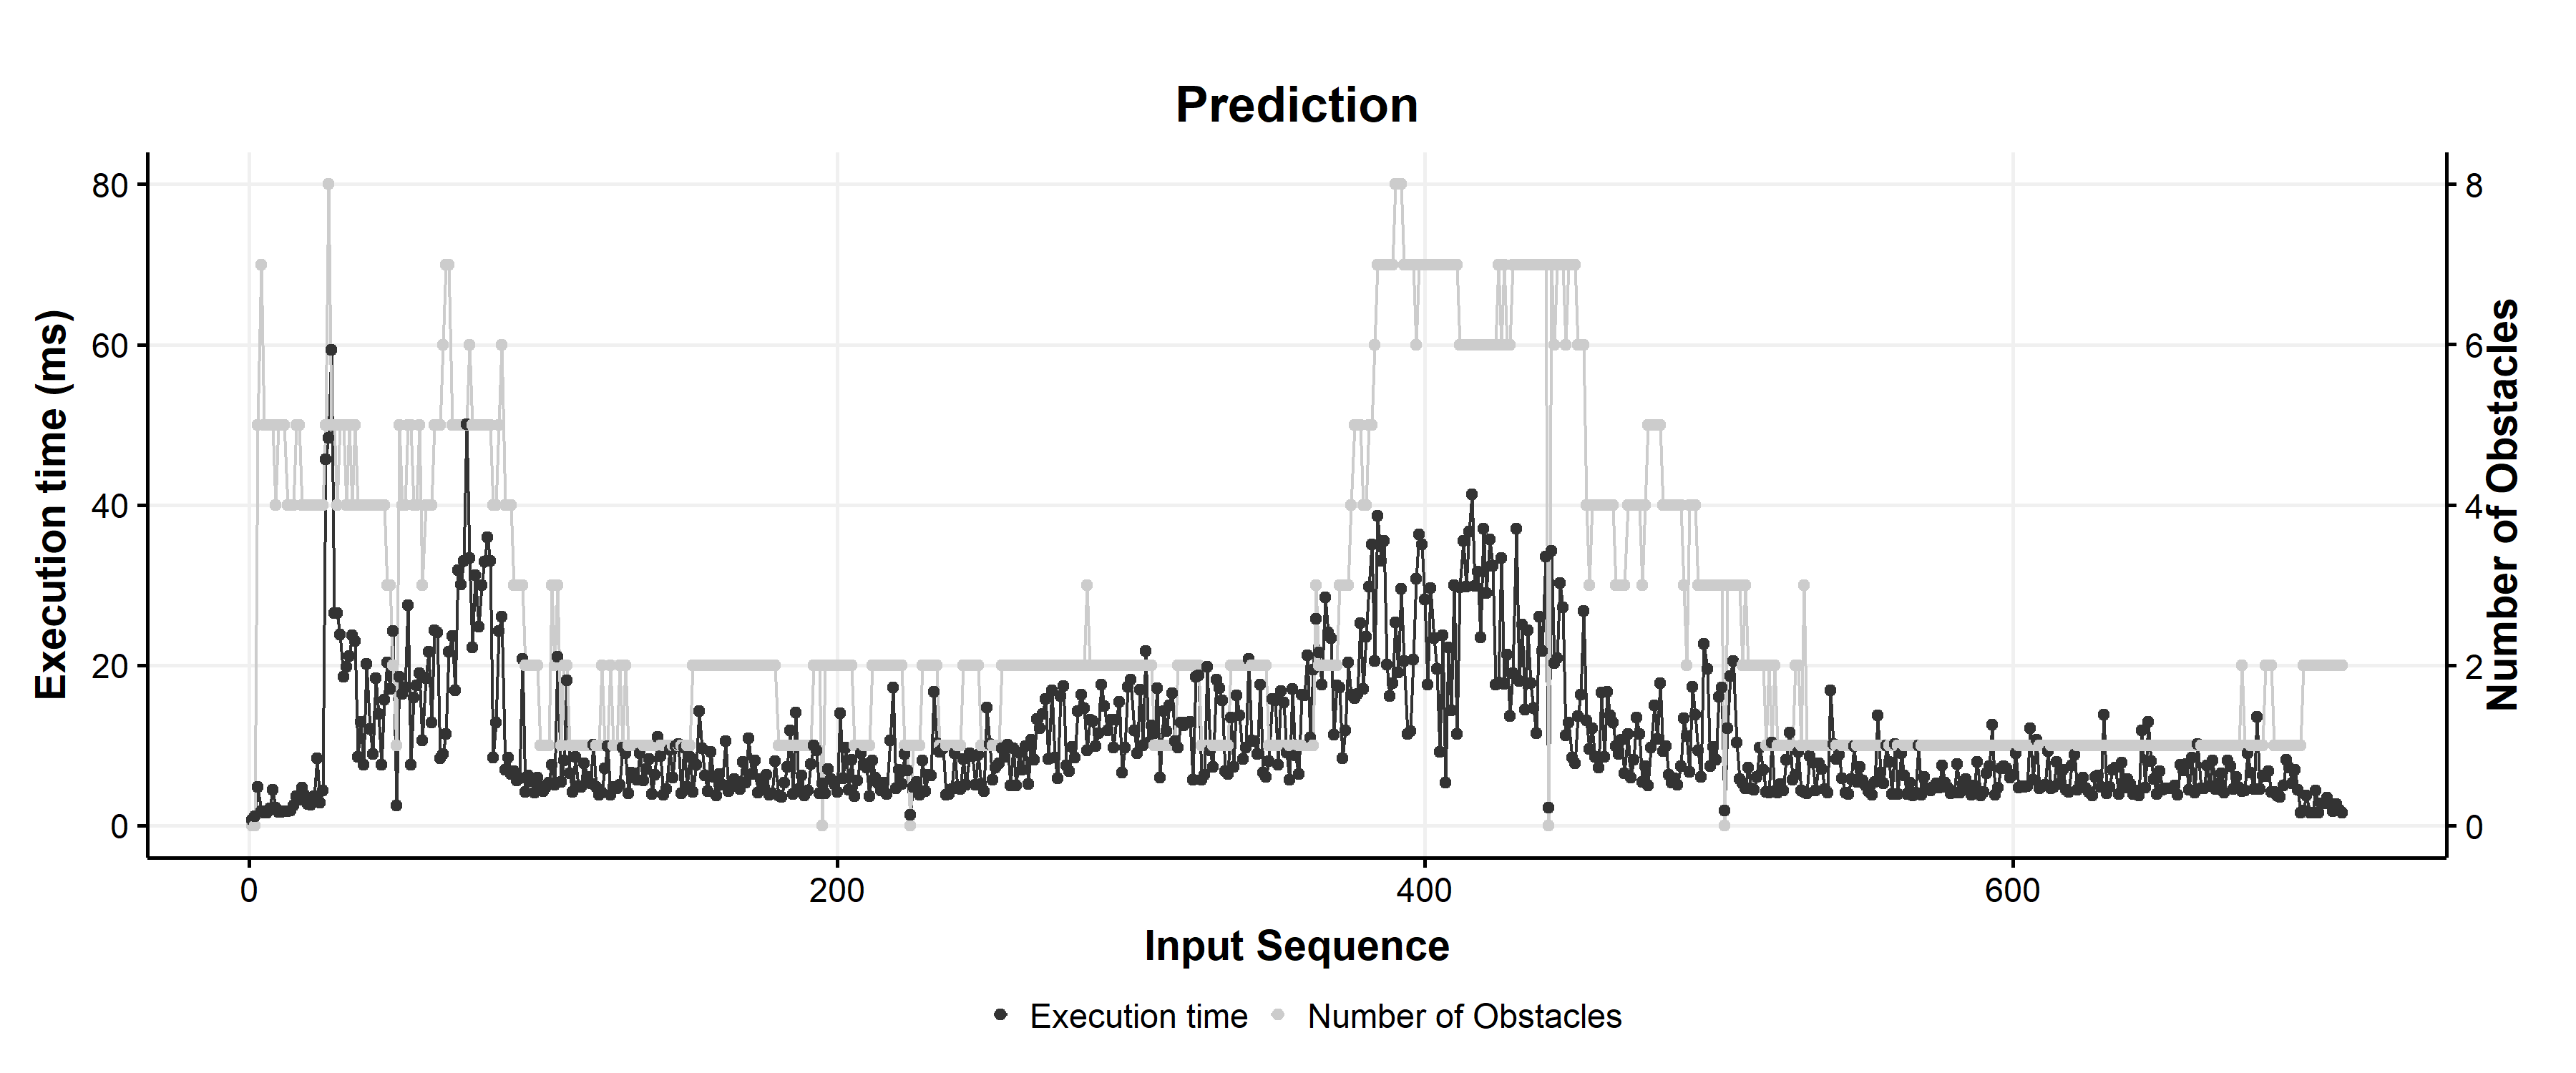 Prediction
Execution time (ms)
80
60
40
20
0
8
6
4
2
0
Number of Obstacles
0 200 400 600
Input Sequence
Execution time Number of Obstacles